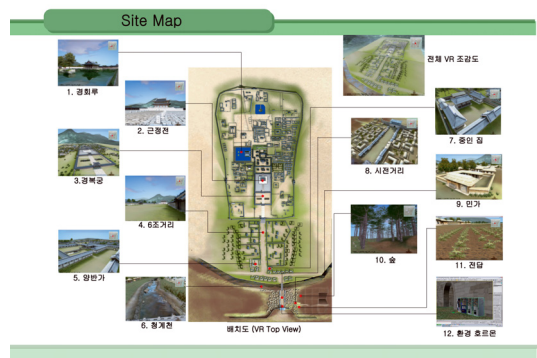 Site Map
전체 VR 조감도
1. 경회루
2. 근정전
3.경복궁
4. 6조거리
5. 양반가
6. 청계천
7. 중인 집
8. 시전거리
9. 민가
10. 숲
11. 전답
12. 환경 호르몬
배치도 (VR Top View)